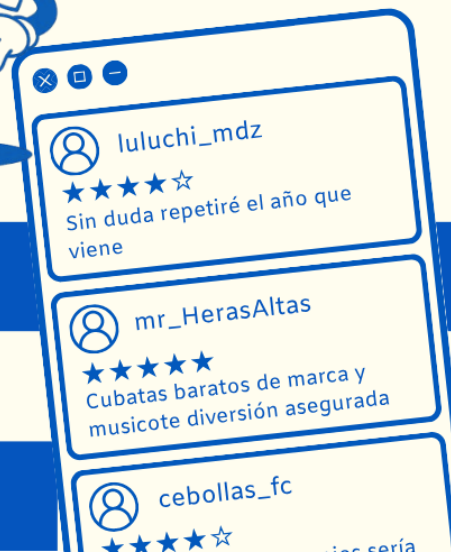 luluchi_mdz
Sin duda repetiré el año que
viene
mr_HerasAltas
Cubatas baratos de marca y
musicote diversión asegurada
cebollas_fc
sería